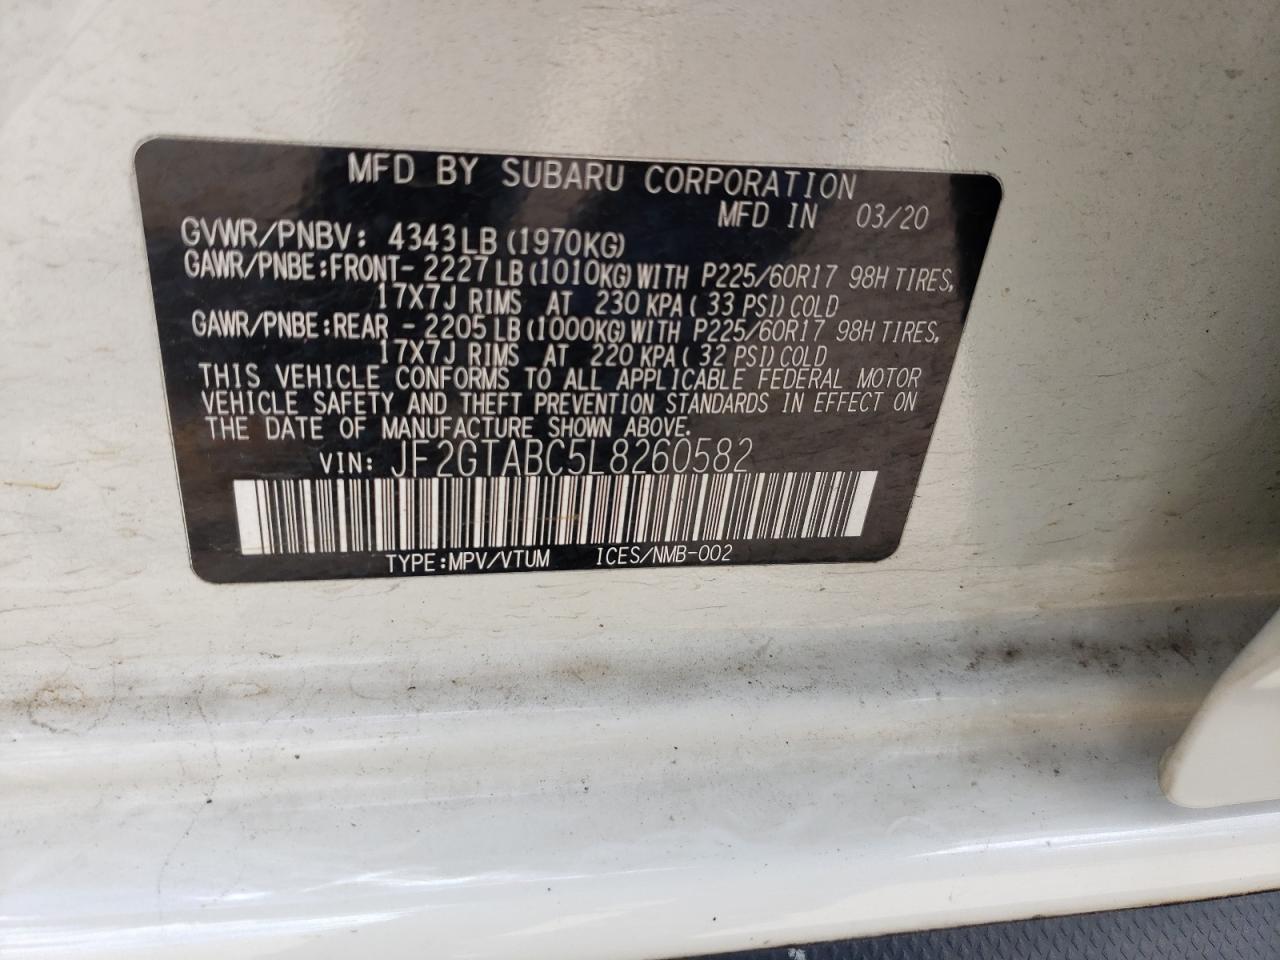 MFD BY SUBARU CORPORATION
MFD IN 03/20
GVWR/PNBV: 4343LB(1970KG)
GAWR/PNBE:FRONT-2227LB(1010KG)WITH P225/60R17 98H TIRES,
17X7J RIMS AT 230 KPA( 33 PSI)COLD
GAWR/PNBE:REAR -2205LB(1000KG)WITH P225/60R17 98H TIRES,
17X7J RIMS AT 220 KPA( 32 PSI)COLD
THIS VEHICLE CONFORMS TO ALL APPLICABLE FEDERAL MOTOR
VEHICLE SAFETY AND THEFT PREVENTION STANDARDS IN EFFECT ON
THE DATE OF MANUFACTURE SHOWN ABOVE.
VIN: JF2GTABC5L8260582
TYPE:MPV/VTUM ICES/NMB-002